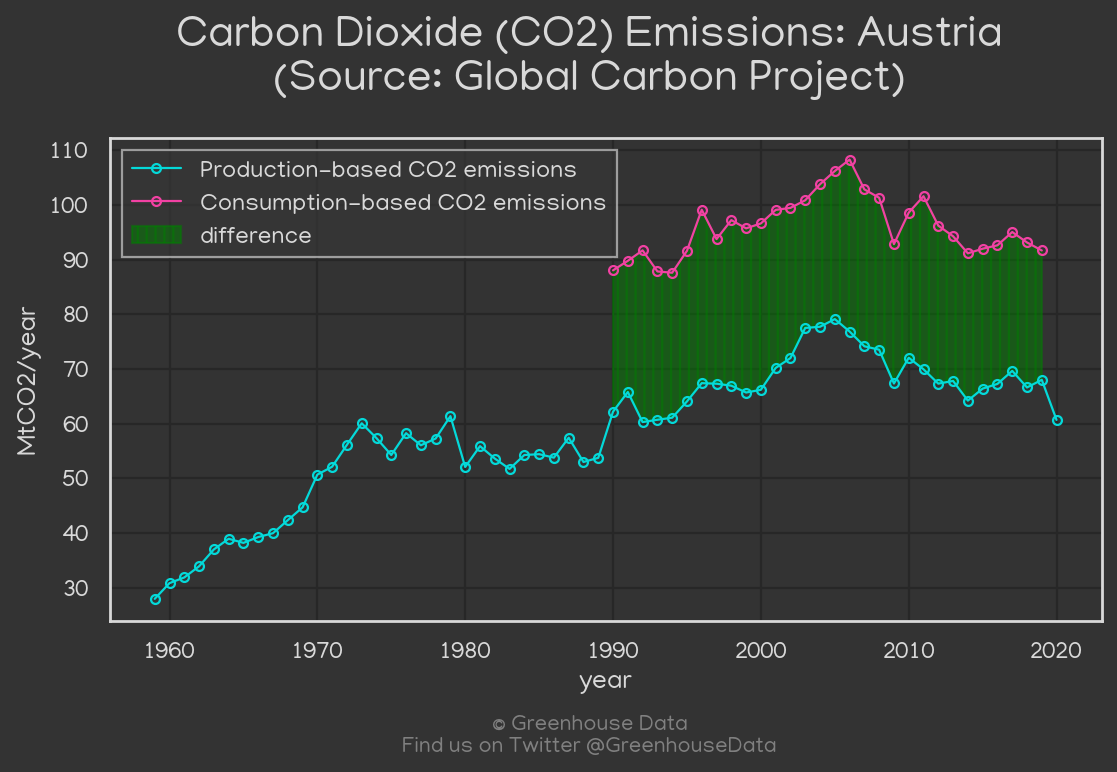 Carbon Dioxide (CO2) Emissions: Austria
(Source: Global Carbon Project)
Production-based CO2 emissions
Consumption-based CO2 emissions
difference
MtCO2/year
110
100
90
80
70
60
50
40
30
1960 1970 1980 1990 2000 2010 2020
year
© Greenhouse Data
Find us on Twitter @GreenhouseData